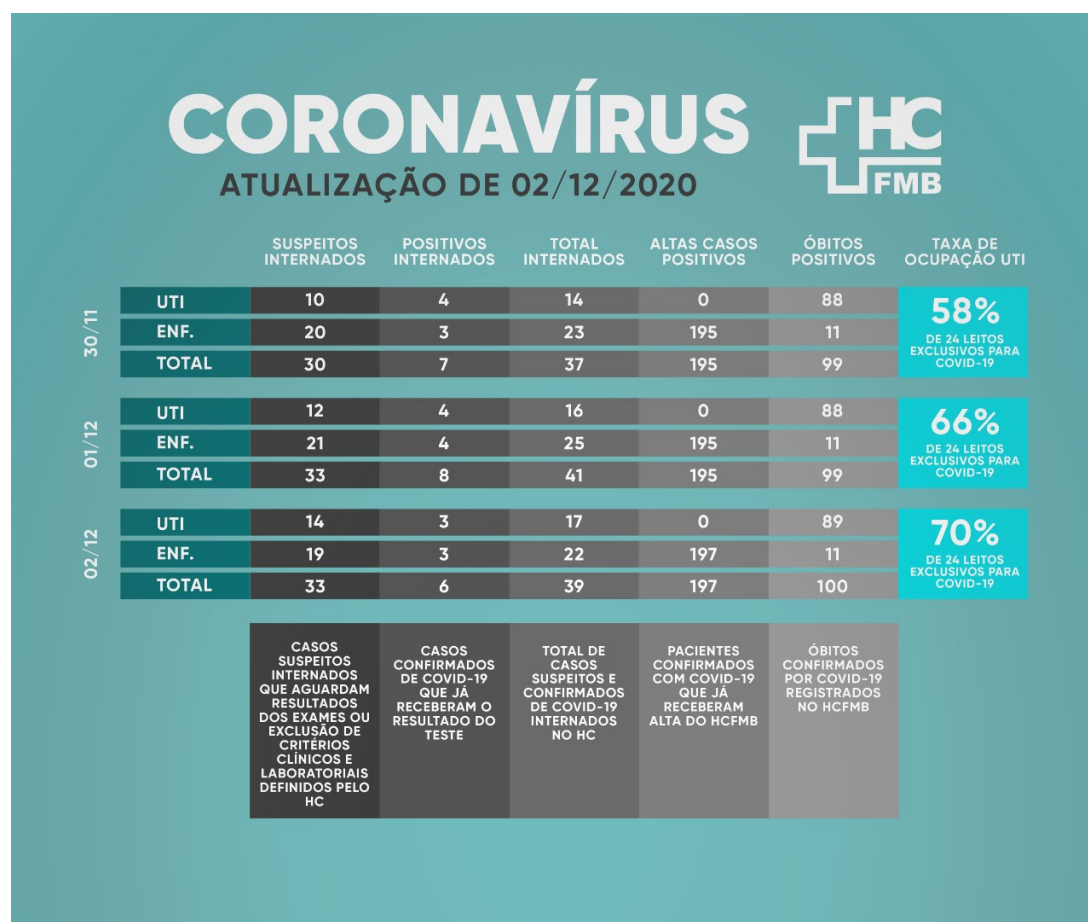 CORONAVÍRUS
HC
FMB
ATUALIZAÇÃO DE 02/12/2020
SUSPEITOS INTERNADOS
POSITIVOS INTERNADOS
TOTAL INTERNADOS
ALTAS CASOS POSITIVOS
ÓBITOS POSITIVOS
TAXA DE OCUPAÇÃO UTI
30/11
UTI 10 4 14 0 88
ENF. 20 3 23 195 11
TOTAL 30 7 37 195 99
58%
DE 24 LEITOS
EXCLUSIVOS PARA
COVID-19
01/12
UTI 12 4 16 0 88
ENF. 21 4 25 195 11
TOTAL 33 8 41 195 99
66%
DE 24 LEITOS
EXCLUSIVOS PARA
COVID-19
02/12
UTI 14 3 17 0 89
ENF. 19 3 22 197 11
TOTAL 33 6 39 197 100
70%
DE 24 LEITOS
EXCLUSIVOS PARA
COVID-19
CASOS
SUSPEITOS
INTERNADOS
QUE AGUARDAM
RESULTADOS
DOS EXAMES OU
EXCLUSÃO DE
CRITÉRIOS
CLÍNICOS E
LABORATORIAIS
DEFINIDOS PELO
HC
CASOS
CONFIRMADOS
DE COVID-19
QUE JÁ
RECEBERAM O
RESULTADO DO
TESTE
TOTAL DE
CASOS
SUSPEITOS E
CONFIRMADOS
DE COVID-19
INTERNADOS
NO HC
PACIENTES
CONFIRMADOS
COM COVID-19
QUE JÁ
RECEBERAM
ALTA DO HCFMB
ÓBITOS
CONFIRMADOS
POR COVID-19
REGISTRADOS
NO HCFMB